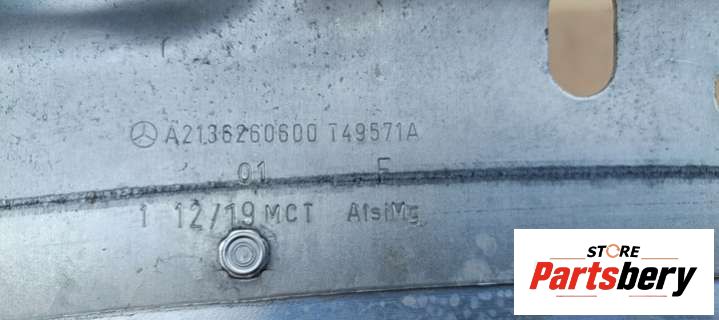 A2136260600 T49571A
01 F
1 12/19 MCT AlsiMg
STORE
Partsbery